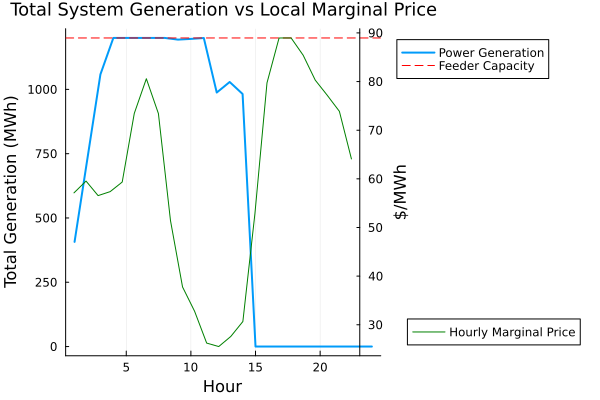 Total System Generation vs Local Marginal Price
Total Generation (MWh)
1000
750
500
250
0
5
10
15
20
Hour
90
80
70
60
50
40
30
$/MWh
Power Generation
Feeder Capacity
Hourly Marginal Price